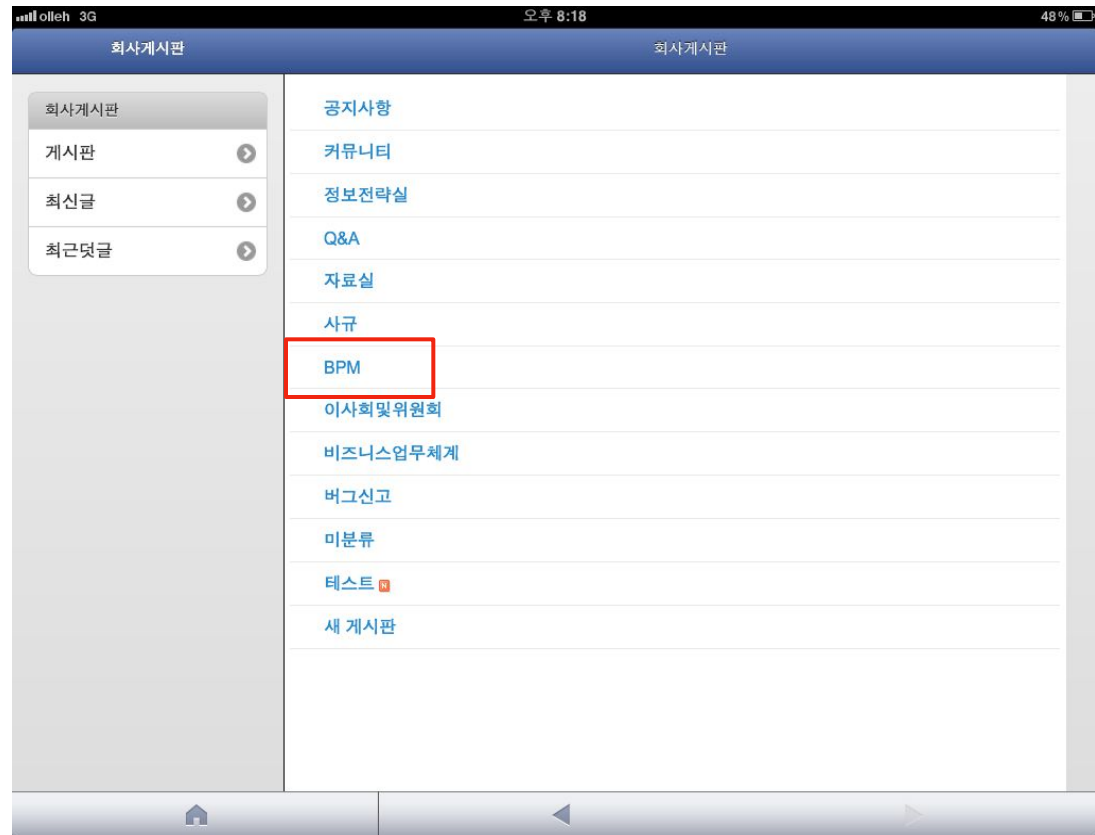 olleh 3G 오후 8:18 48%
회사게시판 회사게시판
회사게시판
게시판
최신글
최근덧글
공지사항
커뮤니티
정보전략실
Q&A
자료실
사규
BPM
이사회및위원회
비즈니스업무체계
버그신고
미분류
테스트 N
새 게시판